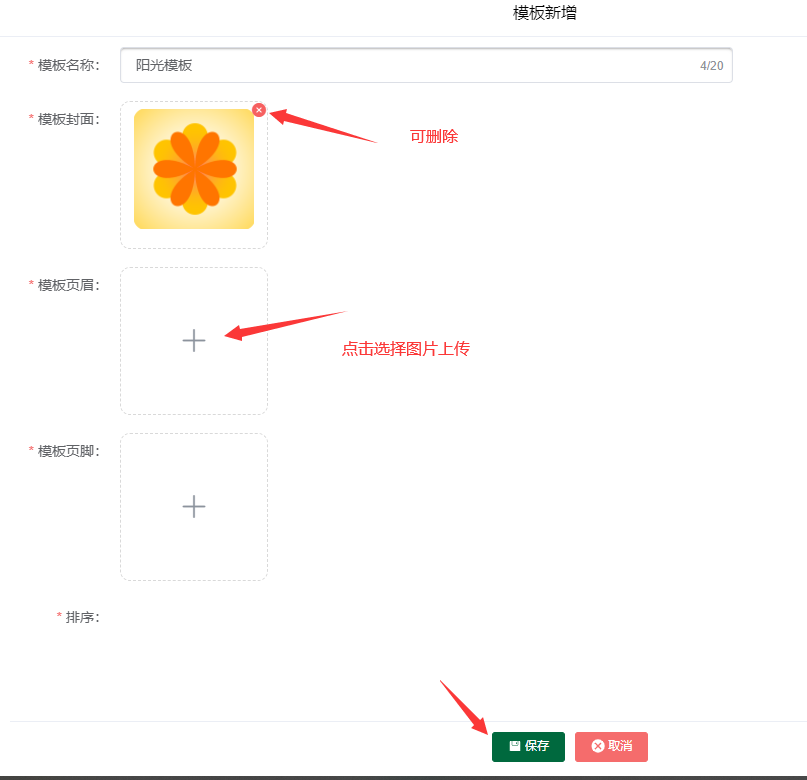 模板新增
* 模板名称：
阳光模板
4/20
* 模板封面：
可删除
* 模板页眉：
点击选择图片上传
* 模板页脚：
* 排序：
保存
取消